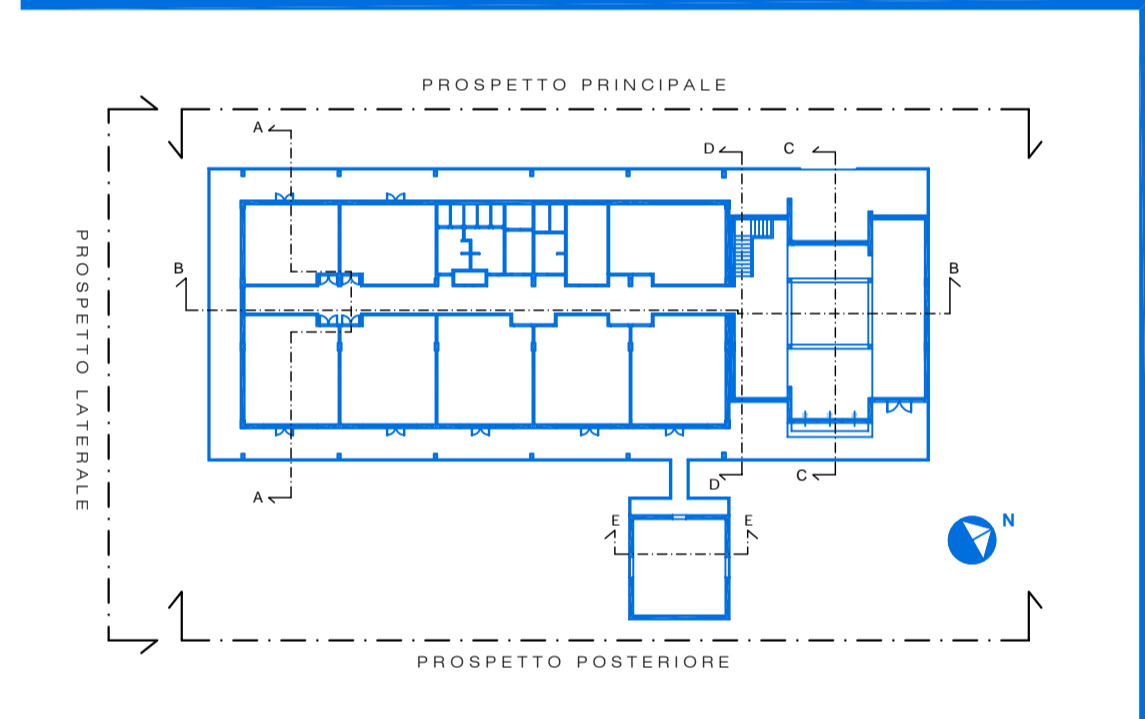 PROSPETTO PRINCIPALE
A
D
C
PROSPETTO LATERALE
B
B
A
D
C
E
E
N
PROSPETTO POSTERIORE